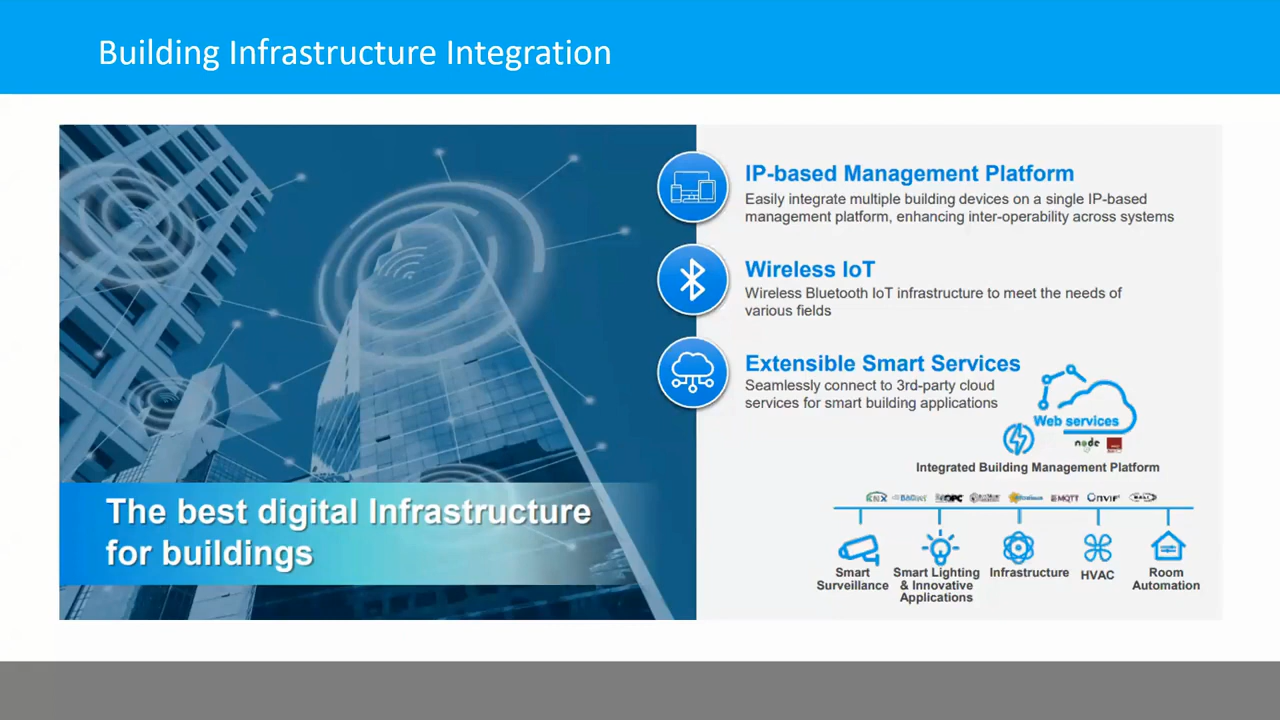 Building Infrastructure Integration
The best digital Infrastructure
for buildings
IP-based Management Platform
Easily integrate multiple building devices on a single IP-based
management platform, enhancing inter-operability across systems
Wireless IoT
Wireless Bluetooth IoT infrastructure to meet the needs of
various fields
Extensible Smart Services
Seamlessly connect to 3rd-party cloud
services for smart building applications
Web services
node
Integrated Building Management Platform
KNX BACnet OPC MQTT ONVIF DALI
Smart
Surveillance
Smart Lighting
& Innovative
Applications
Infrastructure
HVAC
Room
Automation